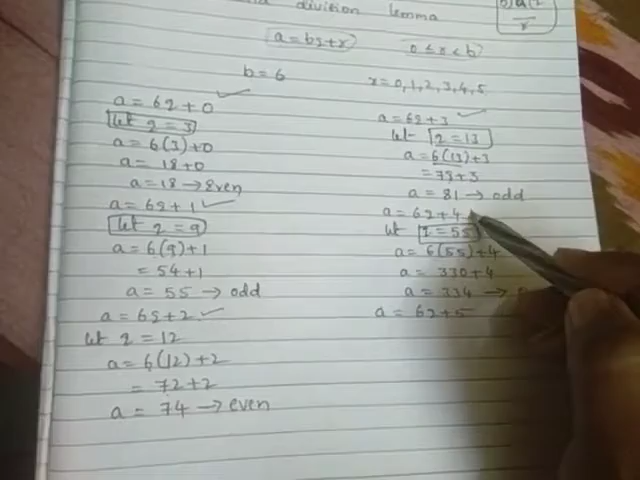 division lemma
a = bq+r
0 ≤ r < b
b = 6
r = 0,1,2,3,4,5
a = 6q + 0
let q = 3
a = 6(3) + 0
a = 18+0
a = 18 → even
a = 6q + 1
let q = 9
a = 6(9) + 1
= 54 + 1
a = 55 → odd
a = 6q + 2
let q = 12
a = 6(12) + 2
= 72+2
a = 74 → even
a = 6q + 3
let q = 13
a = 6(13) + 3
= 78+3
a = 81 → odd
a = 6q + 4
let q = 55
a = 6(55) + 4
a = 330+4
a = 334 →
a = 6q + 5